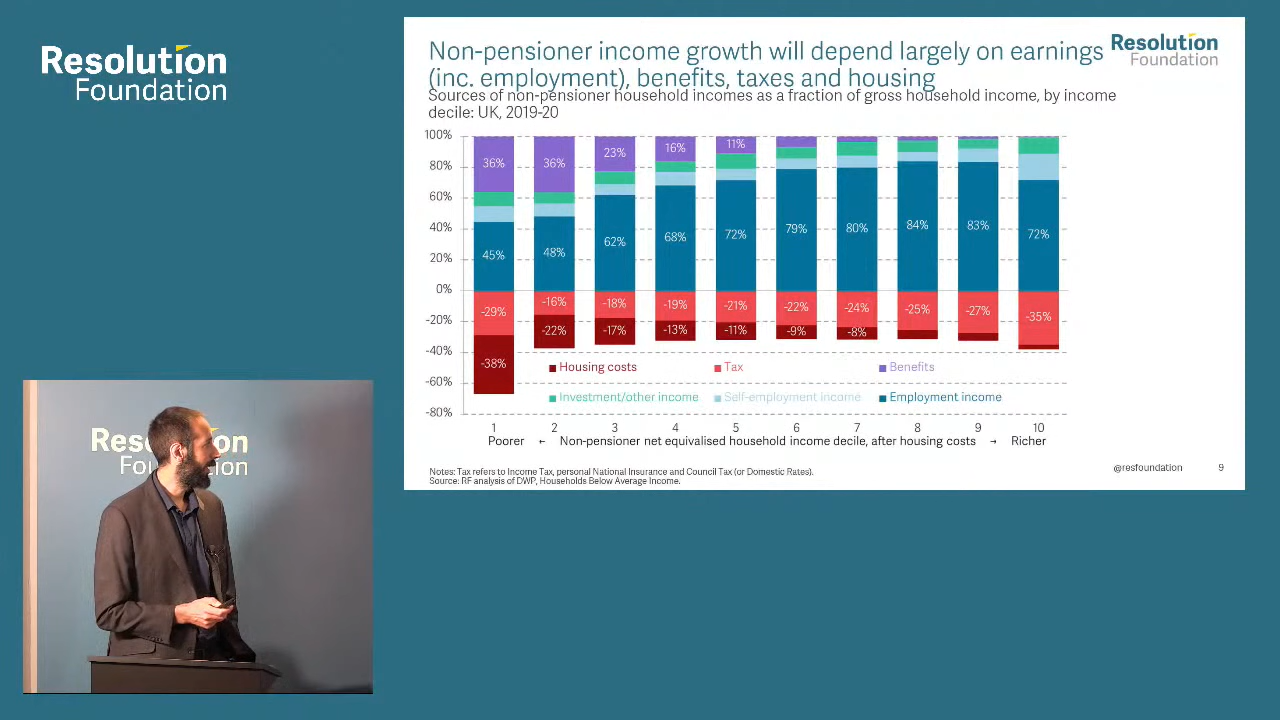 Resolution
Foundation
Non-pensioner income growth will depend largely on earnings
(inc. employment), benefits, taxes and housing
Resolution
Foundation
Sources of non-pensioner household incomes as a fraction of gross household income, by income
decile: UK, 2019-20
100%
80%
60%
40%
20%
0%
-20%
-40%
-60%
-80%
36% 36% 23% 16% 11%
45% 48% 62% 68% 72% 79% 80% 84% 83% 72%
-29% -16% -18% -19% -21% -22% -24% -25% -27% -35%
-38% -22% -17% -13% -11% -9% -8%
Housing costs Tax Benefits
Investment/other income Self-employment income Employment income
1 2 3 4 5 6 7 8 9 10
Poorer ← Non-pensioner net equivalised household income decile, after housing costs → Richer
Notes: Tax refers to Income Tax, personal National Insurance and Council Tax (or Domestic Rates).
Source: RF analysis of DWP, Households Below Average Income.
@resfoundation 9
Res on
Fou dation